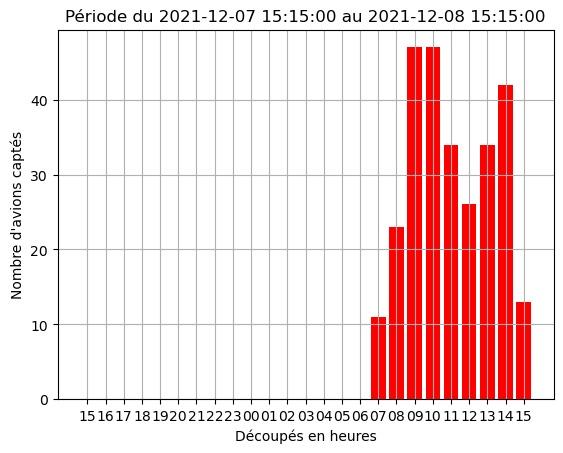 Période du 2021-12-07 15:15:00 au 2021-12-08 15:15:00
Nombre d'avions captés
40
30
20
10
0
15 16 17 18 19 20 21 22 23 00 01 02 03 04 05 06 07 08 09 10 11 12 13 14 15
Découpés en heures